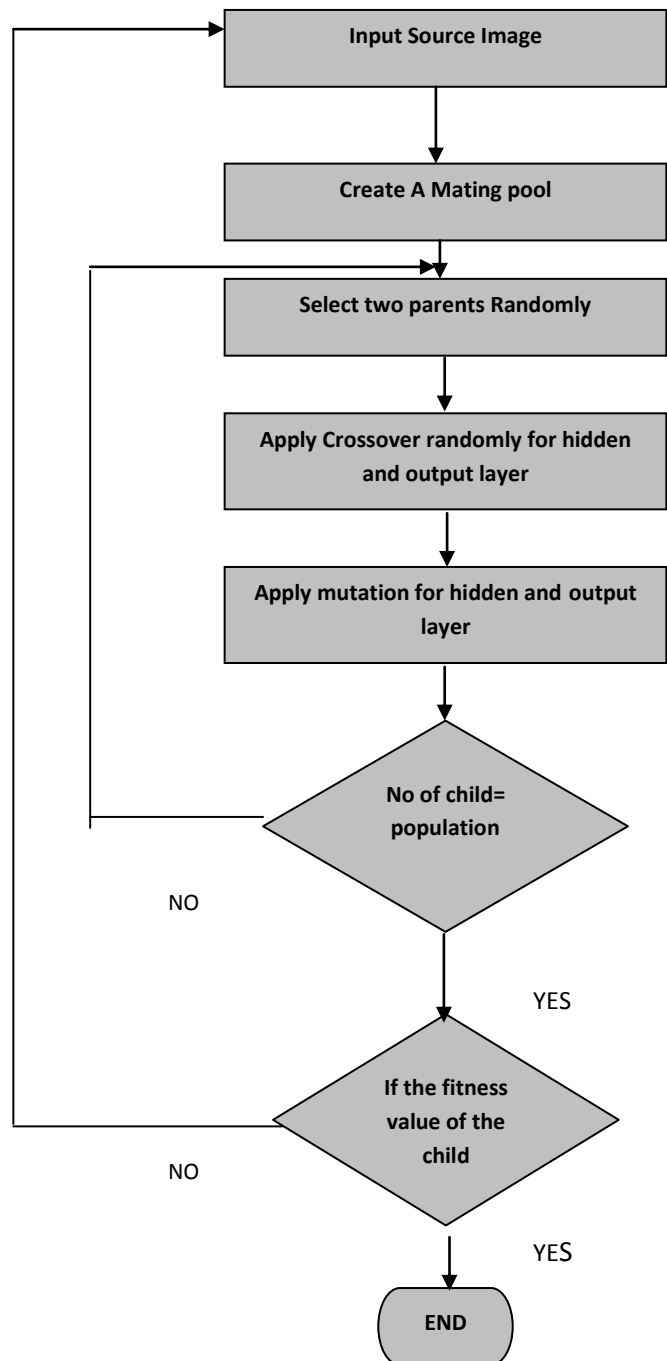 Input Source Image
Create A Mating pool
Select two parents Randomly
Apply Crossover randomly for hidden
and output layer
Apply mutation for hidden and output
layer
No of child=
population
NO
YES
If the fitness
value of the
child
NO
YES
END